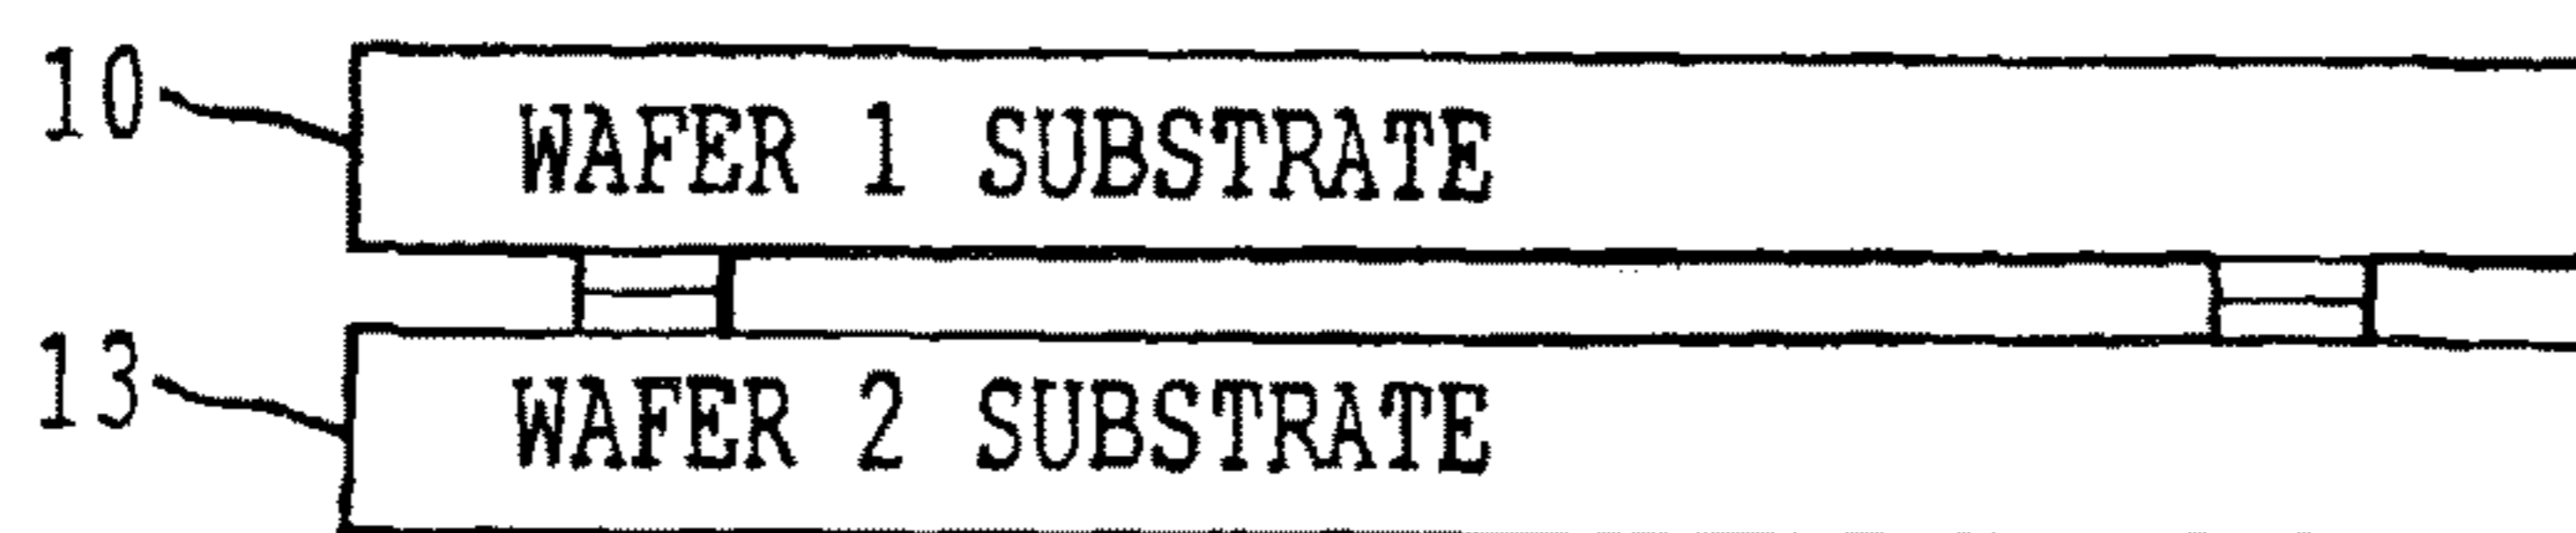 10 WAFER 1 SUBSTRATE
13 WAFER 2 SUBSTRATE